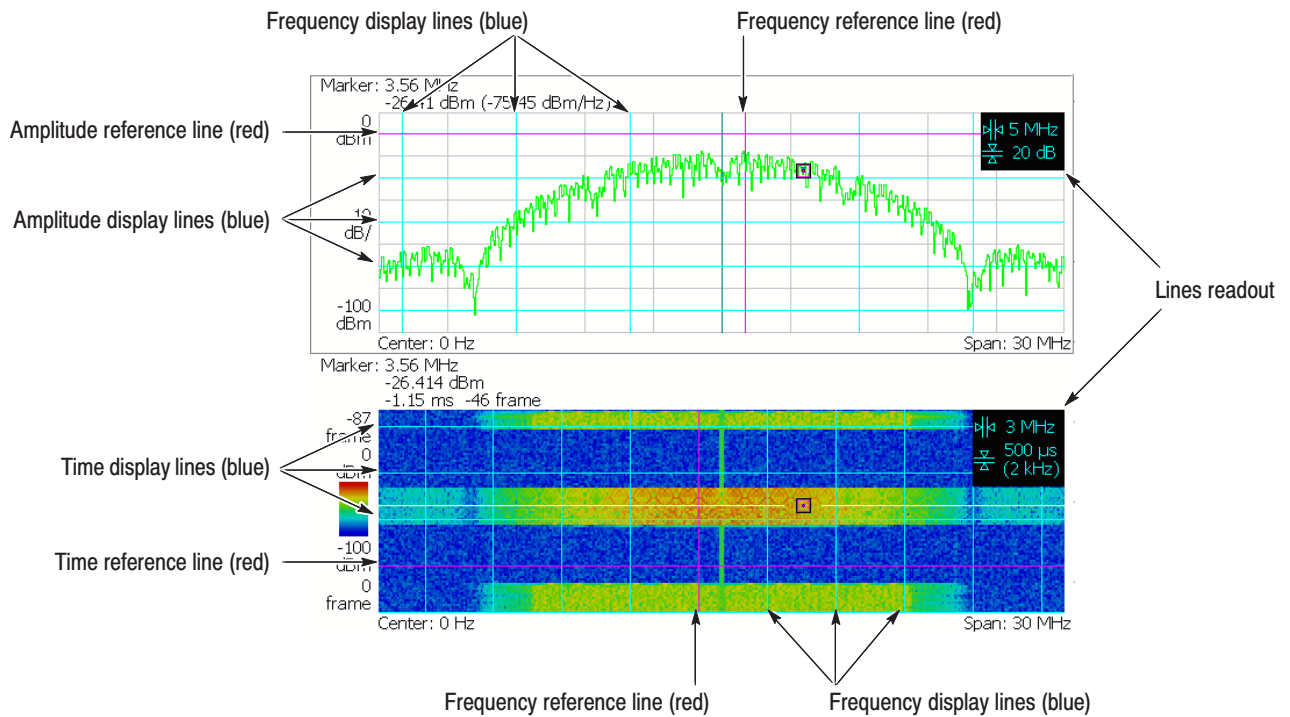 Frequency display lines (blue)
Frequency reference line (red)
Marker: 3.56 MHz
-26.41 dBm (-75.45 dBm/Hz)
Amplitude reference line (red)
0
dBm
5 MHz
20 dB
Amplitude display lines (blue)
10
dB/
Lines readout
-100
dBm
Center: 0 Hz
Span: 30 MHz
Marker: 3.56 MHz
-26.414 dBm
-1.15 ms -46 frame
-87
frame
3 MHz
500 µs
(2 kHz)
Time display lines (blue)
0
dBm
-100
dBm
Time reference line (red)
0
frame
Center: 0 Hz
Span: 30 MHz
Frequency reference line (red)
Frequency display lines (blue)